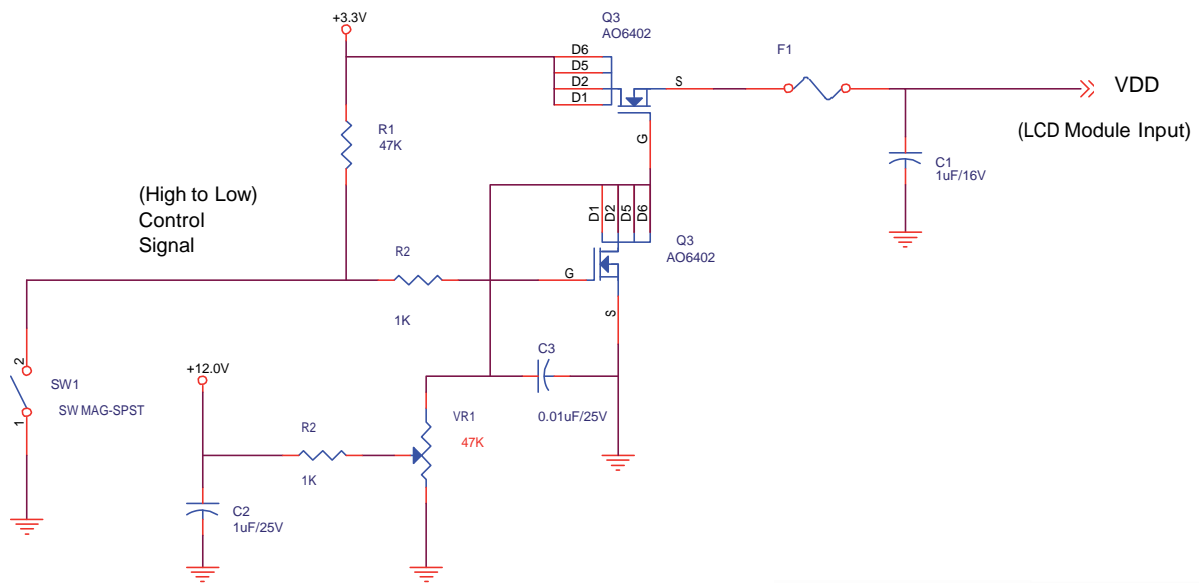 +3.3V
Q3
AO6402
D6
D5
D2
D1
S
G
F1
VDD
(LCD Module Input)
R1
47K
C1
1uF/16V
(High to Low)
Control
Signal
D1
D2
D5
D6
Q3
AO6402
R2
1K
G
S
2
1
SW1
SW MAG-SPST
+12.0V
C3
0.01uF/25V
VR1
47K
R2
1K
C2
1uF/25V